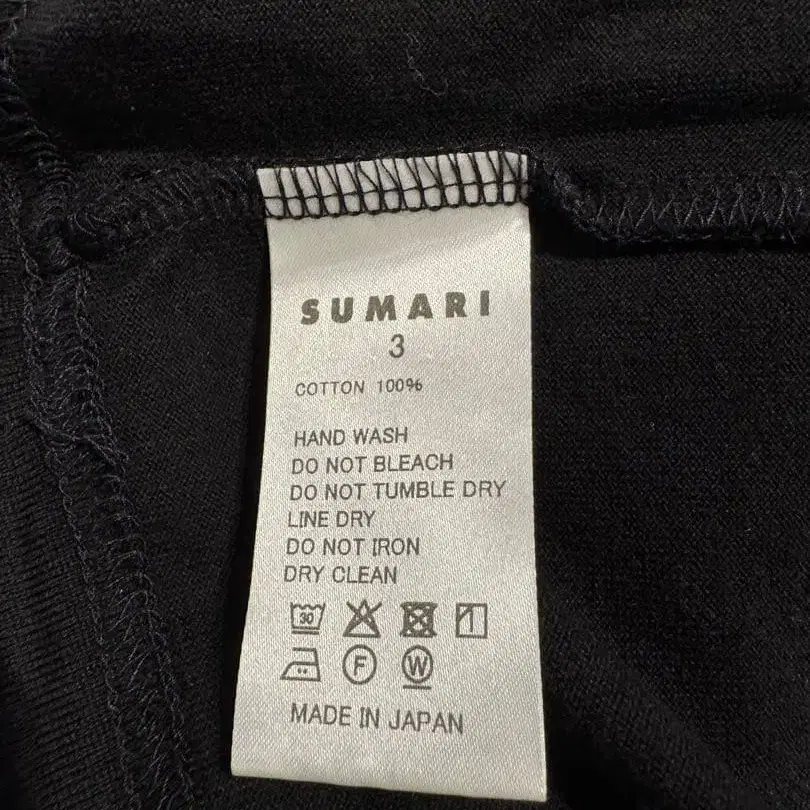 SUMARI
3
COTTON 100%
HAND WASH
DO NOT BLEACH
DO NOT TUMBLE DRY
LINE DRY
DO NOT IRON
DRY CLEAN
30
F W
MADE IN JAPAN